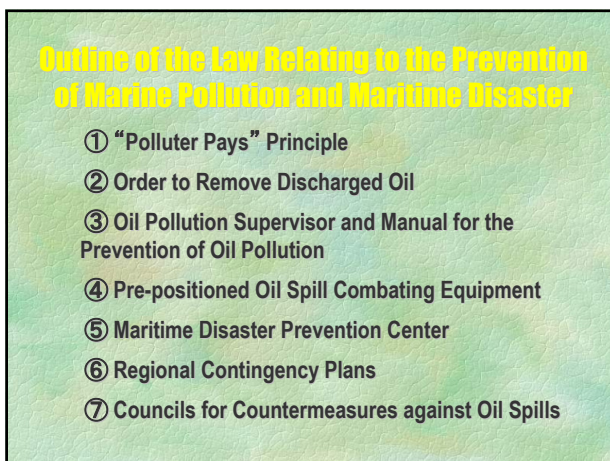 Outline of the Law Relating to the Prevention
of Marine Pollution and Maritime Disaster
① “Polluter Pays” Principle
② Order to Remove Discharged Oil
③ Oil Pollution Supervisor and Manual for the
Prevention of Oil Pollution
④ Pre-positioned Oil Spill Combating Equipment
⑤ Maritime Disaster Prevention Center
⑥ Regional Contingency Plans
⑦ Councils for Countermeasures against Oil Spills